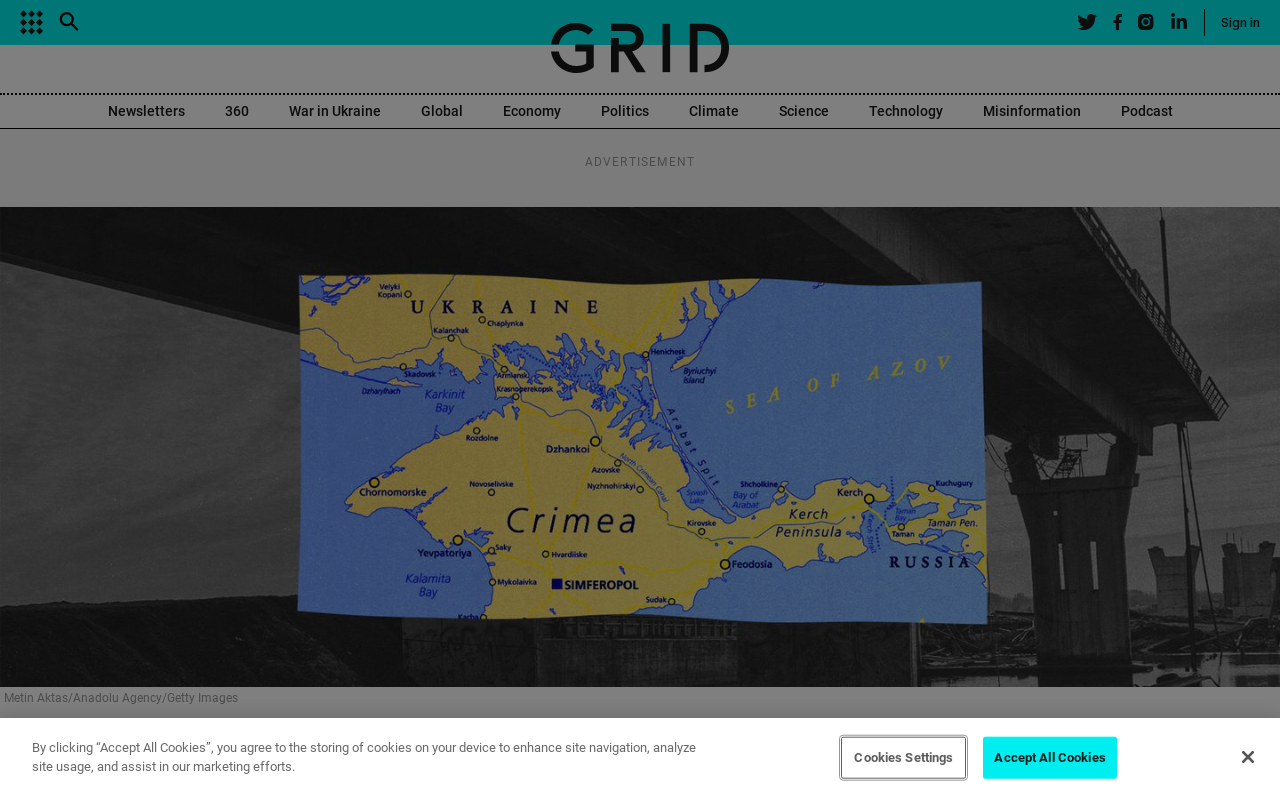 Sign in
GRID
Newsletters 360 War in Ukraine Global Economy Politics Climate Science Technology Misinformation Podcast
ADVERTISEMENT
Velyki
Kopani
UKRAINE
Chaplynka
Kalanchak
Henichesk
Skadovsk
Armiansk
Byriuchyi
Island
SEA OF AZOV
Dzharylhach
Karkinit
Bay
Krasnoperekopsk
Arabat Spit
Rozdolne
Dzhankoi
North Crimean Canal
Azovske
Chornomorske
Novoselivske
Nyzhnohirskyi
Syvash
Lake
Shcholkine
Bay of
Arabat
Kerch
Kuchugury
Crimea
Kirovske
Kerch
Peninsula
Kerch Strait
Taman
Bay
Taman
Taman Pen.
Yevpatoriya
Saky
Hvardiiske
Feodosia
RUSSIA
Kalamita
Bay
Mykolaivka
SIMFEROPOL
Sudak
Metin Aktas/Anadolu Agency/Getty Images
By clicking “Accept All Cookies”, you agree to the storing of cookies on your device to enhance site navigation, analyze
site usage, and assist in our marketing efforts.
Cookies Settings
Accept All Cookies